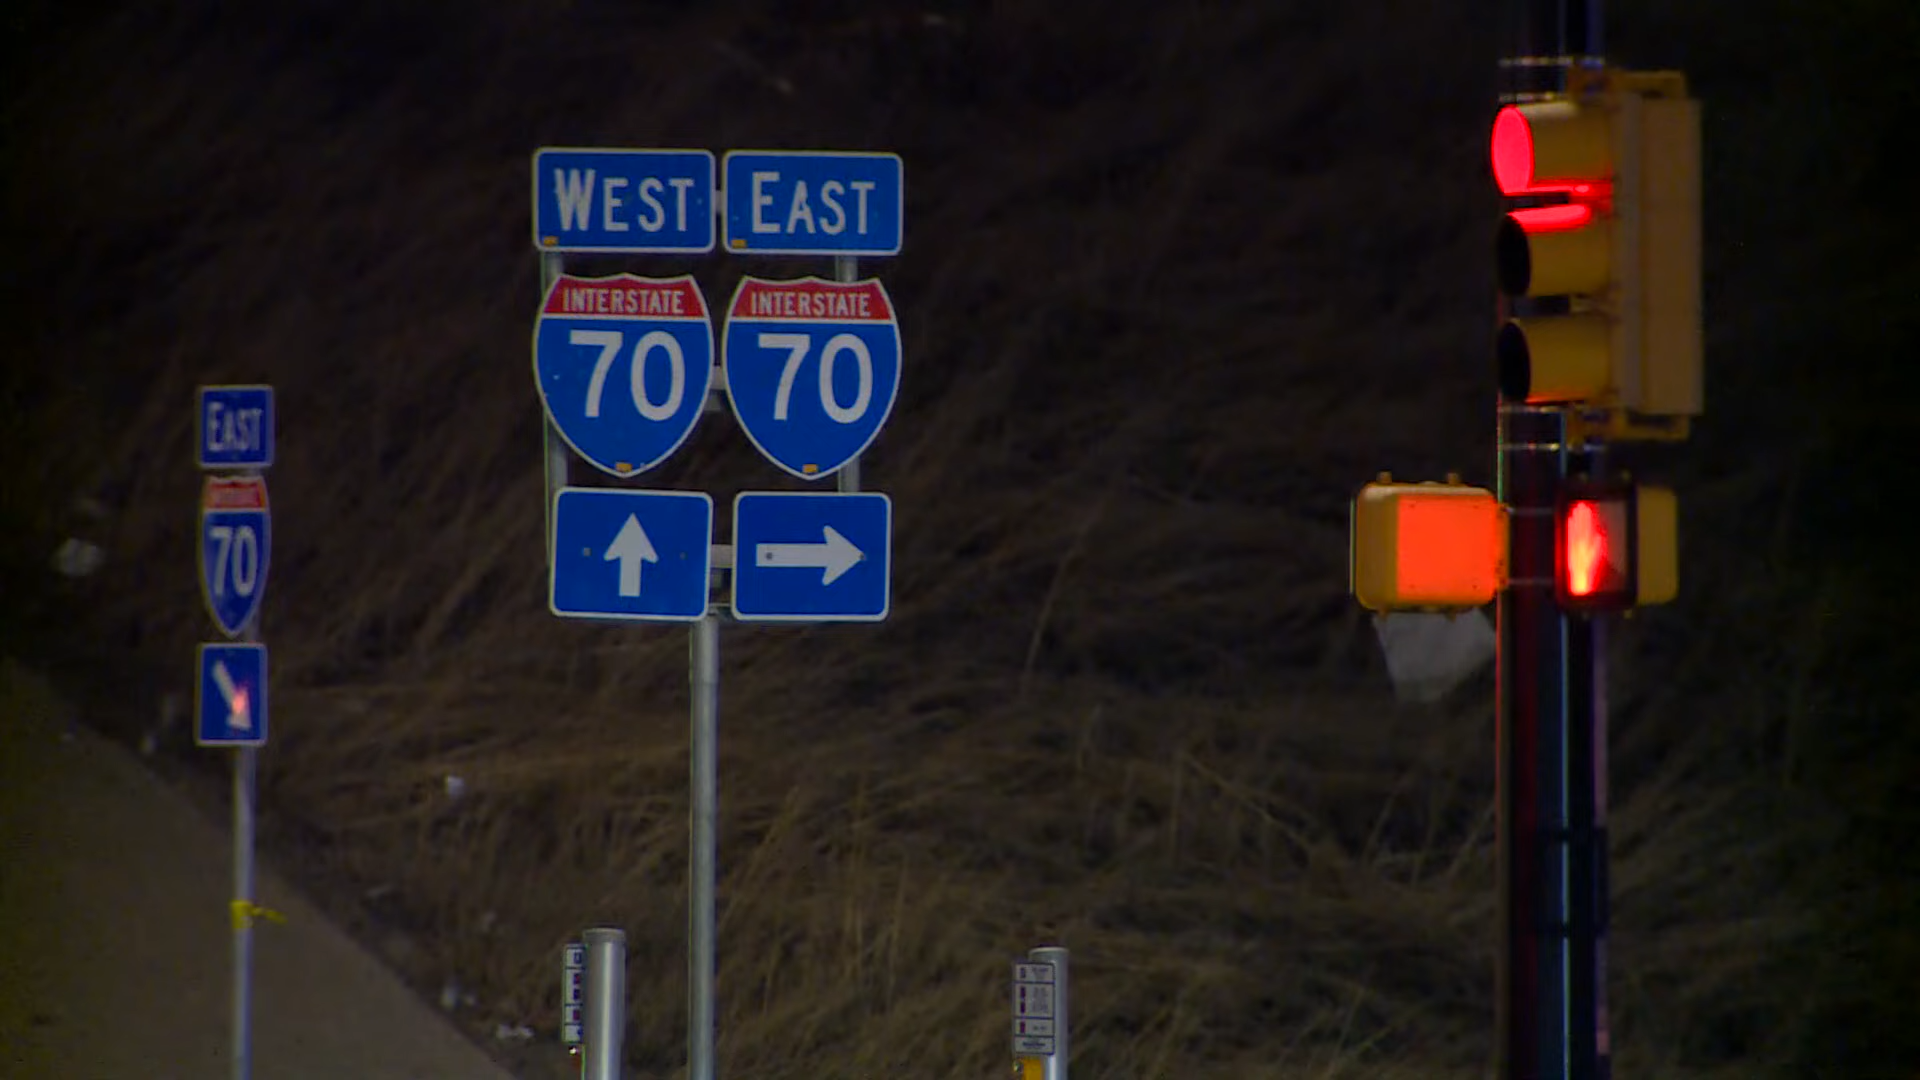 WEST EAST
INTERSTATE INTERSTATE
70 70
EAST
70